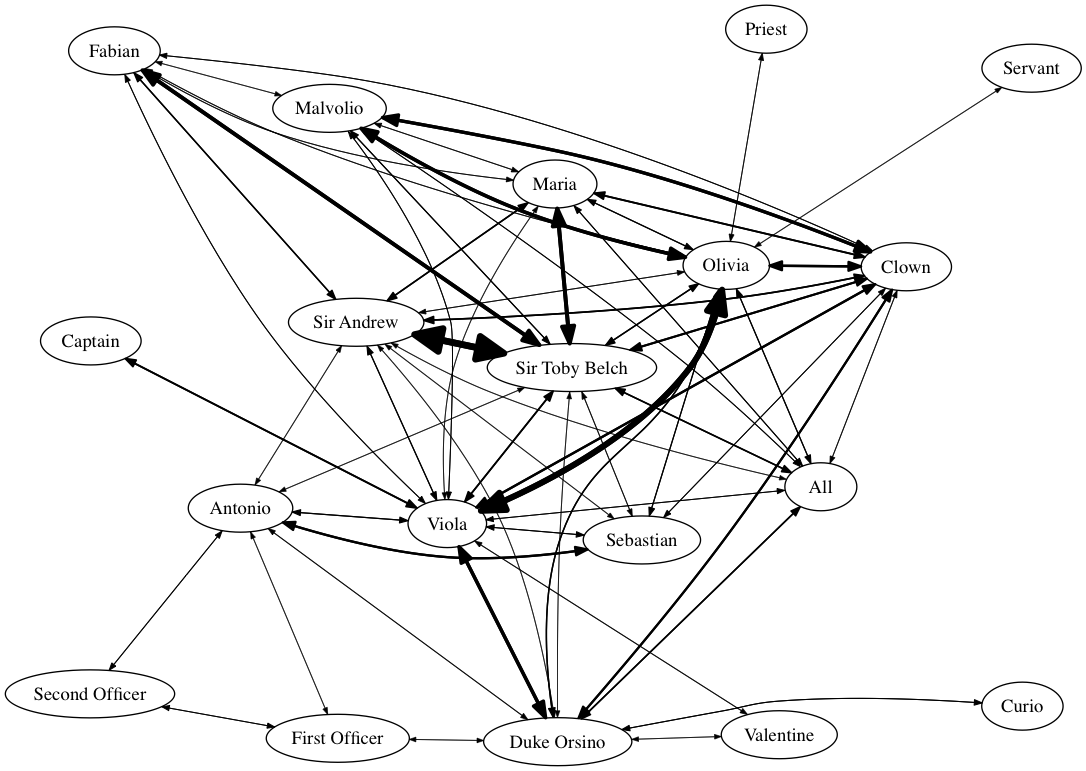 Priest
Fabian
Servant
Malvolio
Maria
Olivia
Clown
Sir Andrew
Captain
Sir Toby Belch
All
Antonio
Viola
Sebastian
Second Officer
Curio
First Officer
Duke Orsino
Valentine